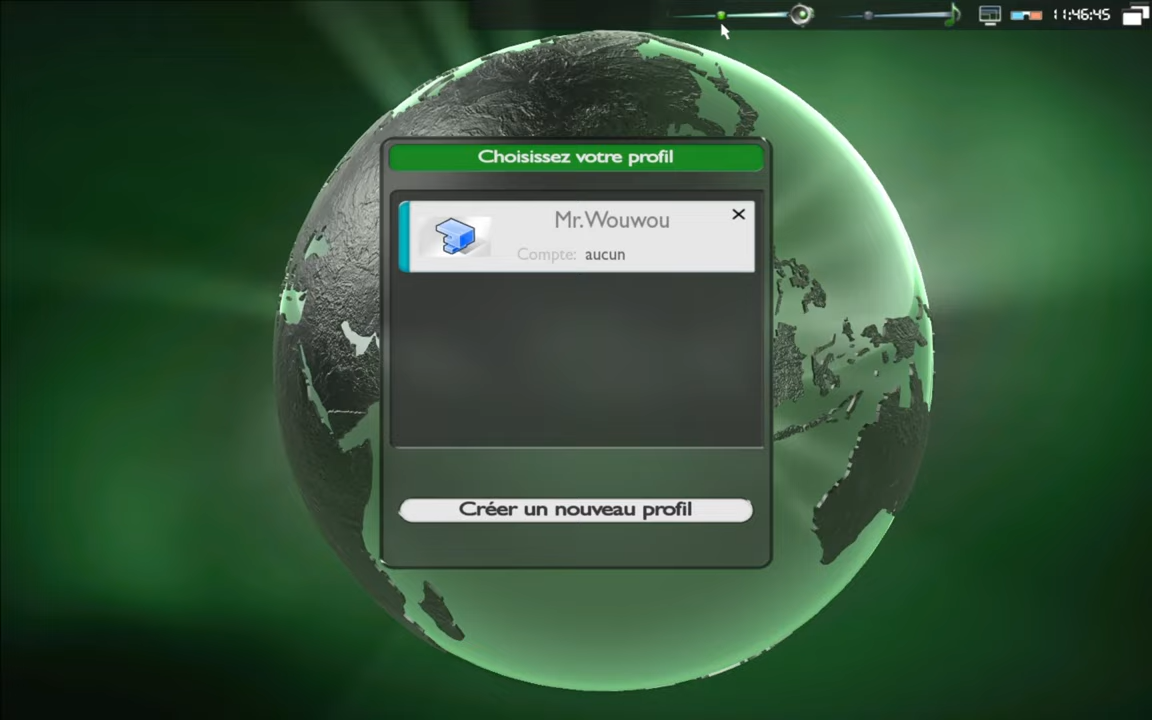 11:46:45
Choisissez votre profil
Mr.Wouwou
Compte: aucun
Créer un nouveau profil